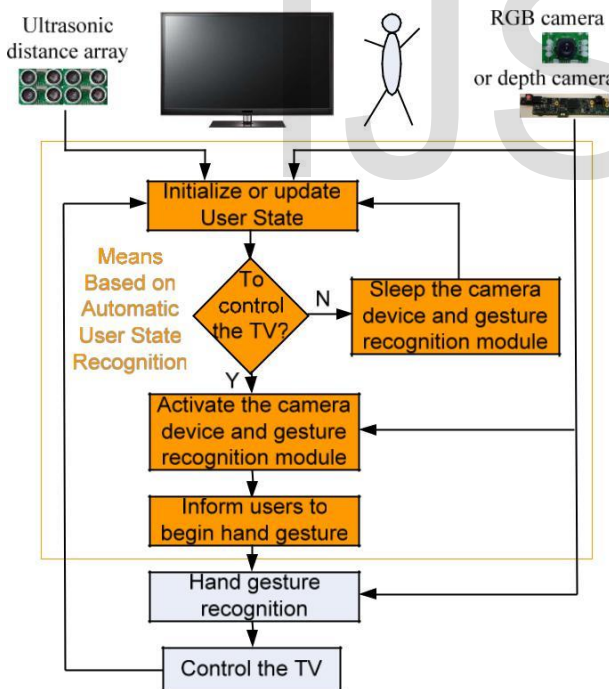 Ultrasonic
distance array
RGB camera
or depth camera
IJS
Initialize or update
User State
Means
Based on
Automatic
User State
Recognition
To
control
the TV?
N
Sleep the camera
device and gesture
recognition module
Y
Activate the camera
device and gesture
recognition module
Inform users to
begin hand gesture
Hand gesture
recognition
Control the TV